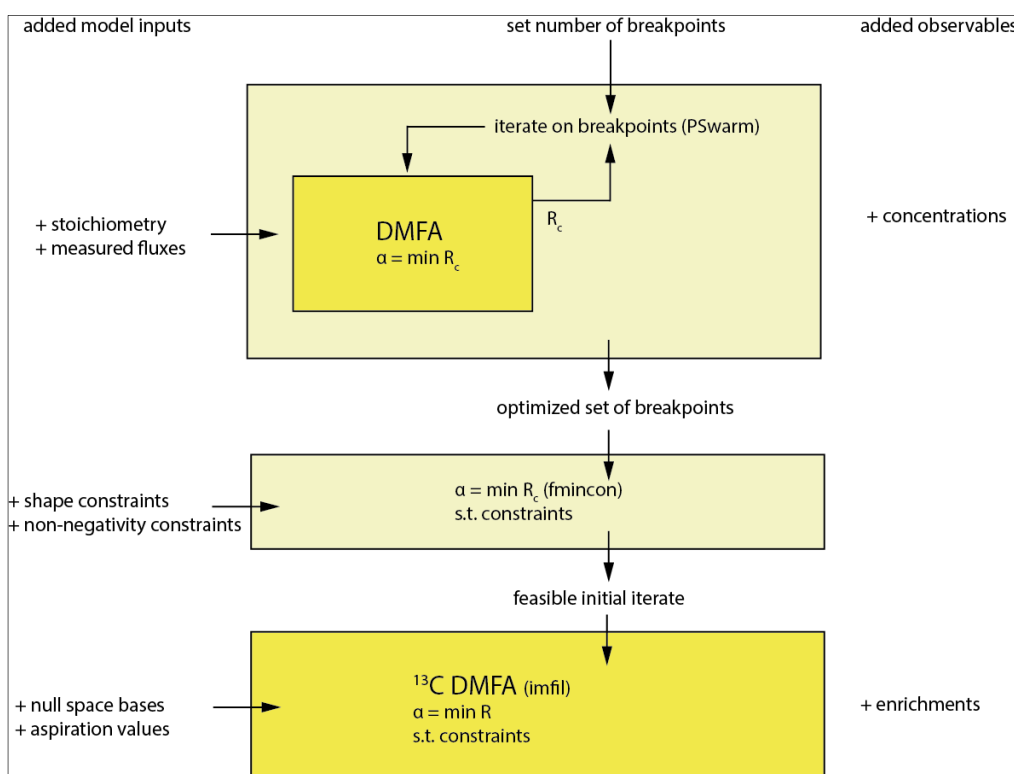 added model inputs
set number of breakpoints
added observables
iterate on breakpoints (PSwarm)
DMFA
α = min Rc
Rc
+ stoichiometry
+ measured fluxes
+ concentrations
optimized set of breakpoints
+ shape constraints
+ non-negativity constraints
α = min Rc (fmincon)
s.t. constraints
feasible initial iterate
+ null space bases
+ aspiration values
¹³C DMFA (imfil)
α = min R
s.t. constraints
+ enrichments